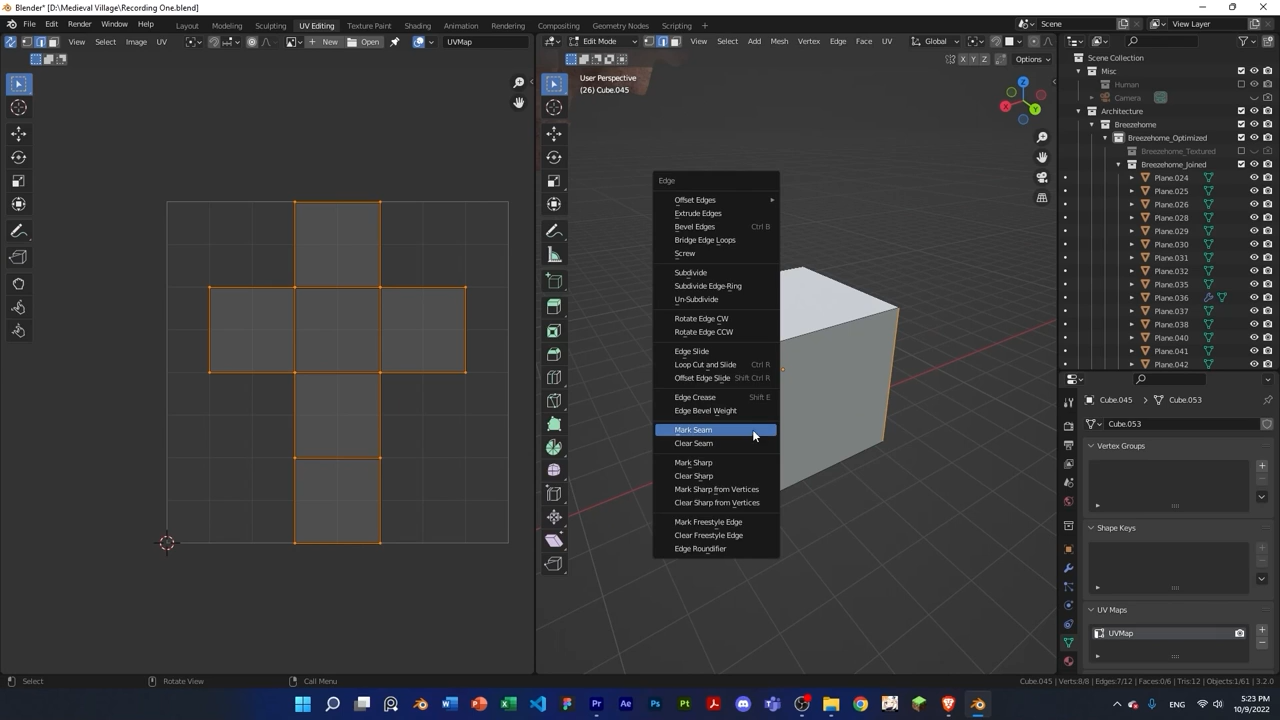 Blender* [D:\Medieval Village\Recording One.blend]
File Edit Render Window Help Layout Modeling Sculpting UV Editing Texture Paint Shading Animation Rendering Compositing Geometry Nodes Scripting + Scene View Layer
View Select Image UV + New Open UVMap Edit Mode View Select Add Mesh Vertex Edge Face UV Global
X Y Z Options
User Perspective
(26) Cube.045
X
Y
Z
Edge
Offset Edges
Extrude Edges
Bevel Edges Ctrl B
Bridge Edge Loops
Screw
Subdivide
Subdivide Edge-Ring
Un-Subdivide
Rotate Edge CW
Rotate Edge CCW
Edge Slide
Loop Cut and Slide Ctrl R
Offset Edge Slide Shift Ctrl R
Edge Crease Shift E
Edge Bevel Weight
Mark Seam
Clear Seam
Mark Sharp
Clear Sharp
Mark Sharp from Vertices
Clear Sharp from Vertices
Mark Freestyle Edge
Clear Freestyle Edge
Edge Roundifier
Scene Collection
Misc
Human
Camera
Architecture
Breezehome
Breezehome_Optimized
Breezehome_Textured
Breezehome_Joined
Plane.024
Plane.025
Plane.026
Plane.028
Plane.029
Plane.030
Plane.031
Plane.032
Plane.035
Plane.036
Plane.037
Plane.038
Plane.040
Plane.041
Plane.042
Cube.045 > Cube.053
Cube.053
Vertex Groups
Shape Keys
UV Maps
UVMap
Select Rotate View Call Menu Cube.045 | Verts:8/8 | Edges:7/12 | Faces:0/6 | Tris:12 | Objects:1/61 | 3.2.0
5:23 PM
10/9/2022